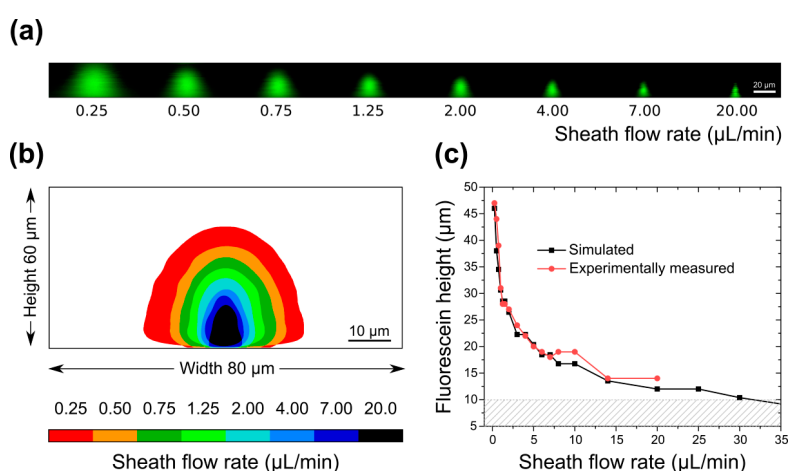 (a)
20 µm
0.25 0.50 0.75 1.25 2.00 4.00 7.00 20.00
Sheath flow rate (µL/min)
(b)
Height 60 µm
10 µm
Width 80 µm
0.25 0.50 0.75 1.25 2.00 4.00 7.00 20.0
Sheath flow rate (µL/min)
(c)
Fluorescein height (µm)
50
45
40
35
30
25
20
15
10
5
Simulated
Experimentally measured
0 5 10 15 20 25 30 35
Sheath flow rate (µL/min)